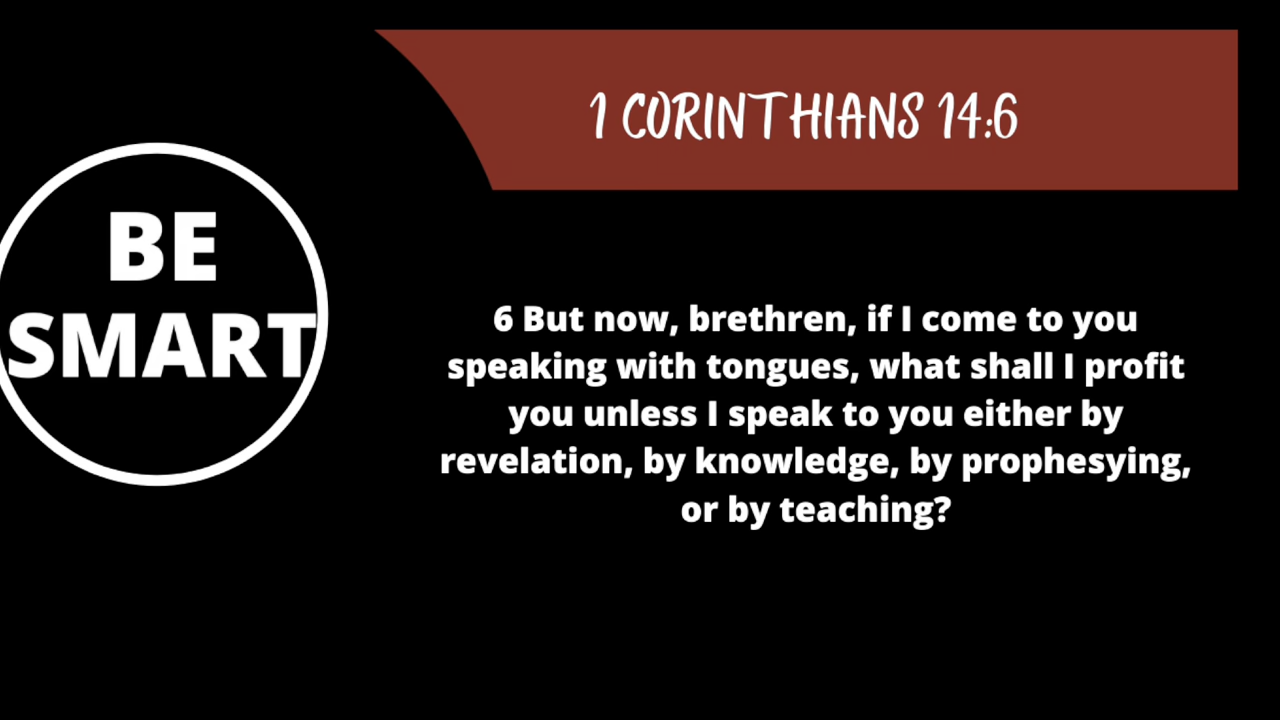 BE
SMART
1 CORINTHIANS 14:6
6 But now, brethren, if I come to you
speaking with tongues, what shall I profit
you unless I speak to you either by
revelation, by knowledge, by prophesying,
or by teaching?